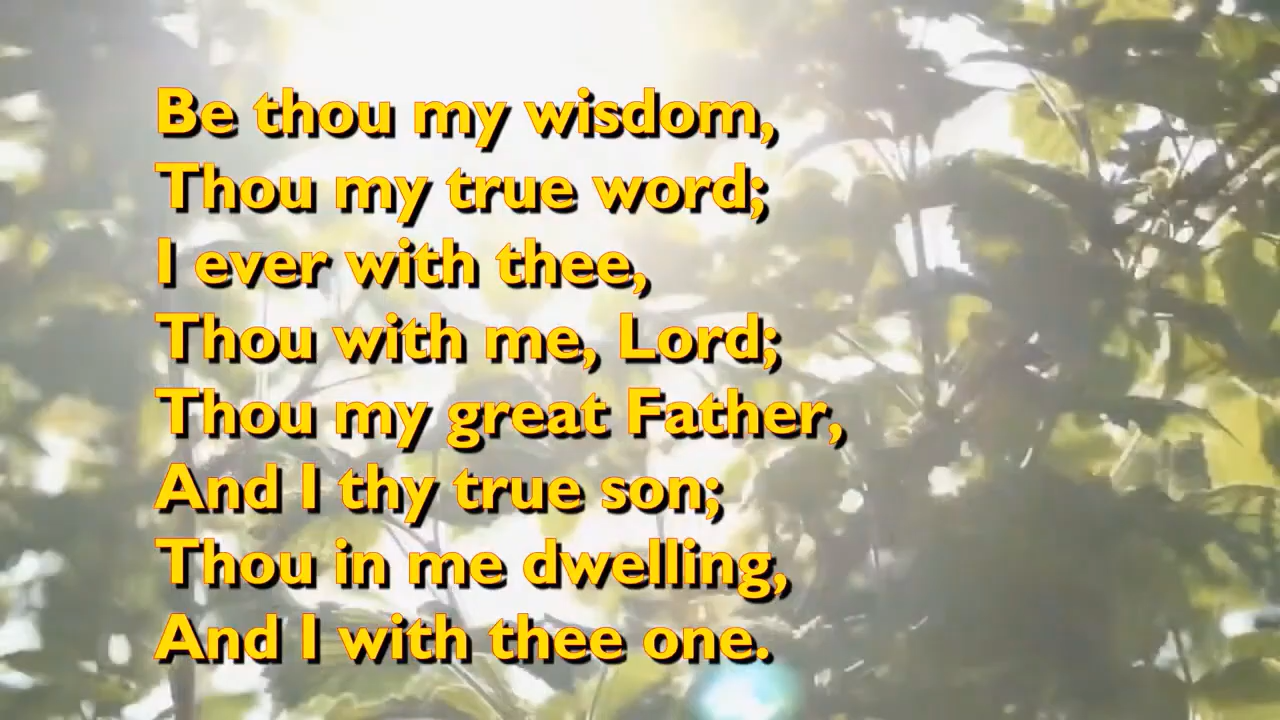 Be thou my wisdom,
Thou my true word;
I ever with thee,
Thou with me, Lord;
Thou my great Father,
And I thy true son;
Thou in me dwelling,
And I with thee one.